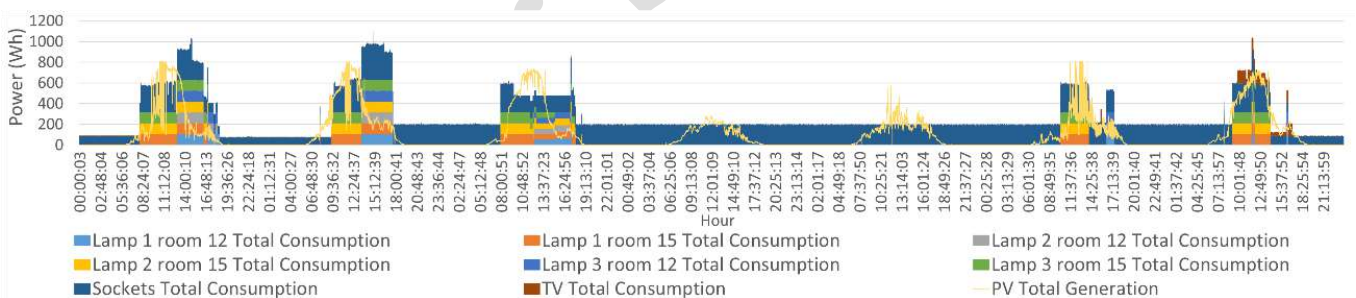 1200
1000
800
600
400
200
0
Power (Wh)
00:00:03 02:48:04 05:36:06 08:24:07 11:12:08 14:00:10 16:48:13 19:36:26 22:24:18 01:12:31 04:00:27 06:48:30 09:36:32 12:24:37 15:12:39 18:00:41 20:48:43 23:36:45 02:24:47 05:12:48 08:00:51 10:48:52 13:37:23 16:24:56 19:13:10 22:01:00 00:49:02 03:37:04 06:25:08 09:13:08 12:01:09 14:49:10 17:37:12 20:25:13 23:13:14 02:01:17 04:49:18 07:37:50 10:25:21 13:14:03 16:01:24 18:49:26 21:37:27 00:25:28 03:13:29 06:01:30 08:49:35 11:37:36 14:25:38 17:13:39 20:01:40 22:49:41 01:37:42 04:25:45 07:13:57 10:01:48 12:49:50 15:37:52 18:25:54 21:13:59
Hour
Lamp 1 room 12 Total Consumption Lamp 1 room 15 Total Consumption Lamp 2 room 12 Total Consumption
Lamp 2 room 15 Total Consumption Lamp 3 room 12 Total Consumption Lamp 3 room 15 Total Consumption
Sockets Total Consumption TV Total Consumption PV Total Generation